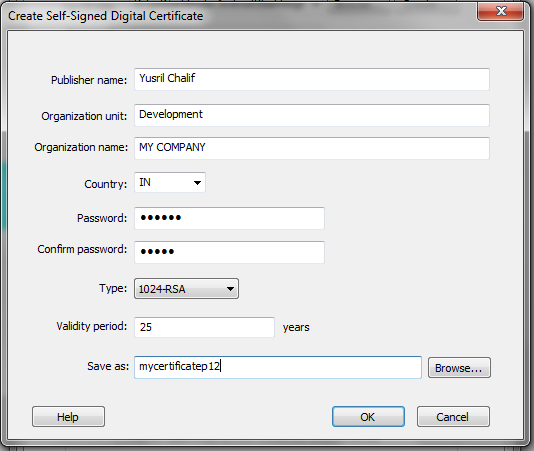 Create Self-Signed Digital Certificate
Publisher name: Yusril Chalif
Organization unit: Development
Organization name: MY COMPANY
Country: IN
Password: ••••••
Confirm password: •••••
Type: 1024-RSA
Validity period: 25 years
Save as: mycertificatep12 Browse...
Help OK Cancel